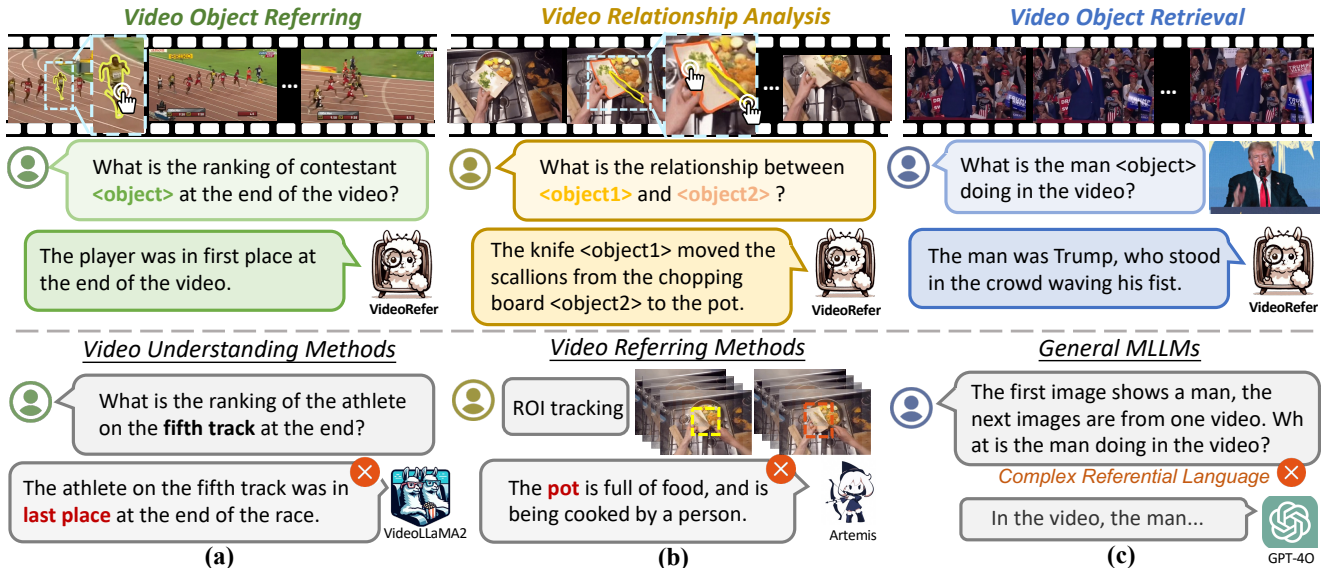 Video Object Referring
What is the ranking of contestant
<object> at the end of the video?
The player was in first place at
the end of the video.
VideoRefer
Video Relationship Analysis
What is the relationship between
<object1> and <object2> ?
The knife <object1> moved the
scallions from the chopping
board <object2> to the pot.
VideoRefer
Video Object Retrieval
TRUMP
What is the man <object>
doing in the video?
The man was Trump, who stood
in the crowd waving his fist.
VideoRefer
Video Understanding Methods
What is the ranking of the athlete
on the fifth track at the end?
The athlete on the fifth track was in
last place at the end of the race.
VideoLLaMA2
(a)
Video Referring Methods
ROI tracking
The pot is full of food, and is
being cooked by a person.
Artemis
(b)
General MLLMs
The first image shows a man, the
next images are from one video. Wh
at is the man doing in the video?
Complex Referential Language
In the video, the man...
GPT-4O
(c)